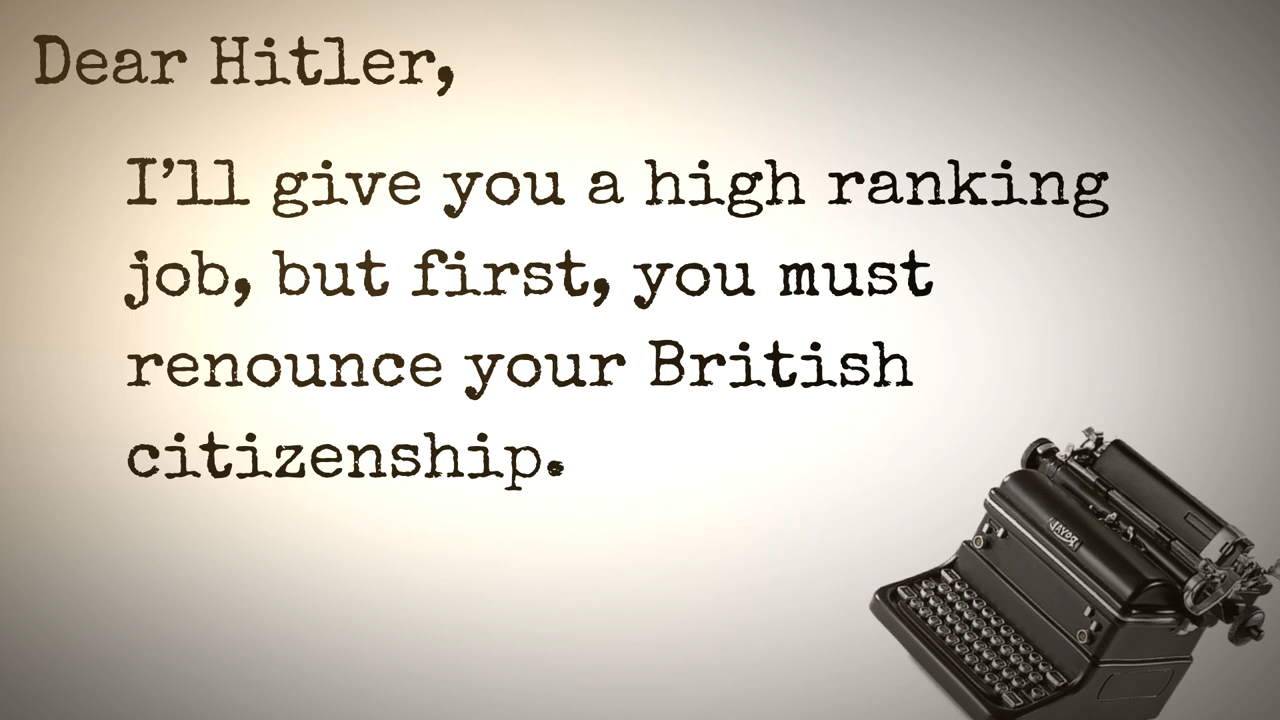 Dear Hitler,
I'll give you a high ranking
job, but first, you must
renounce your British
citizenship.